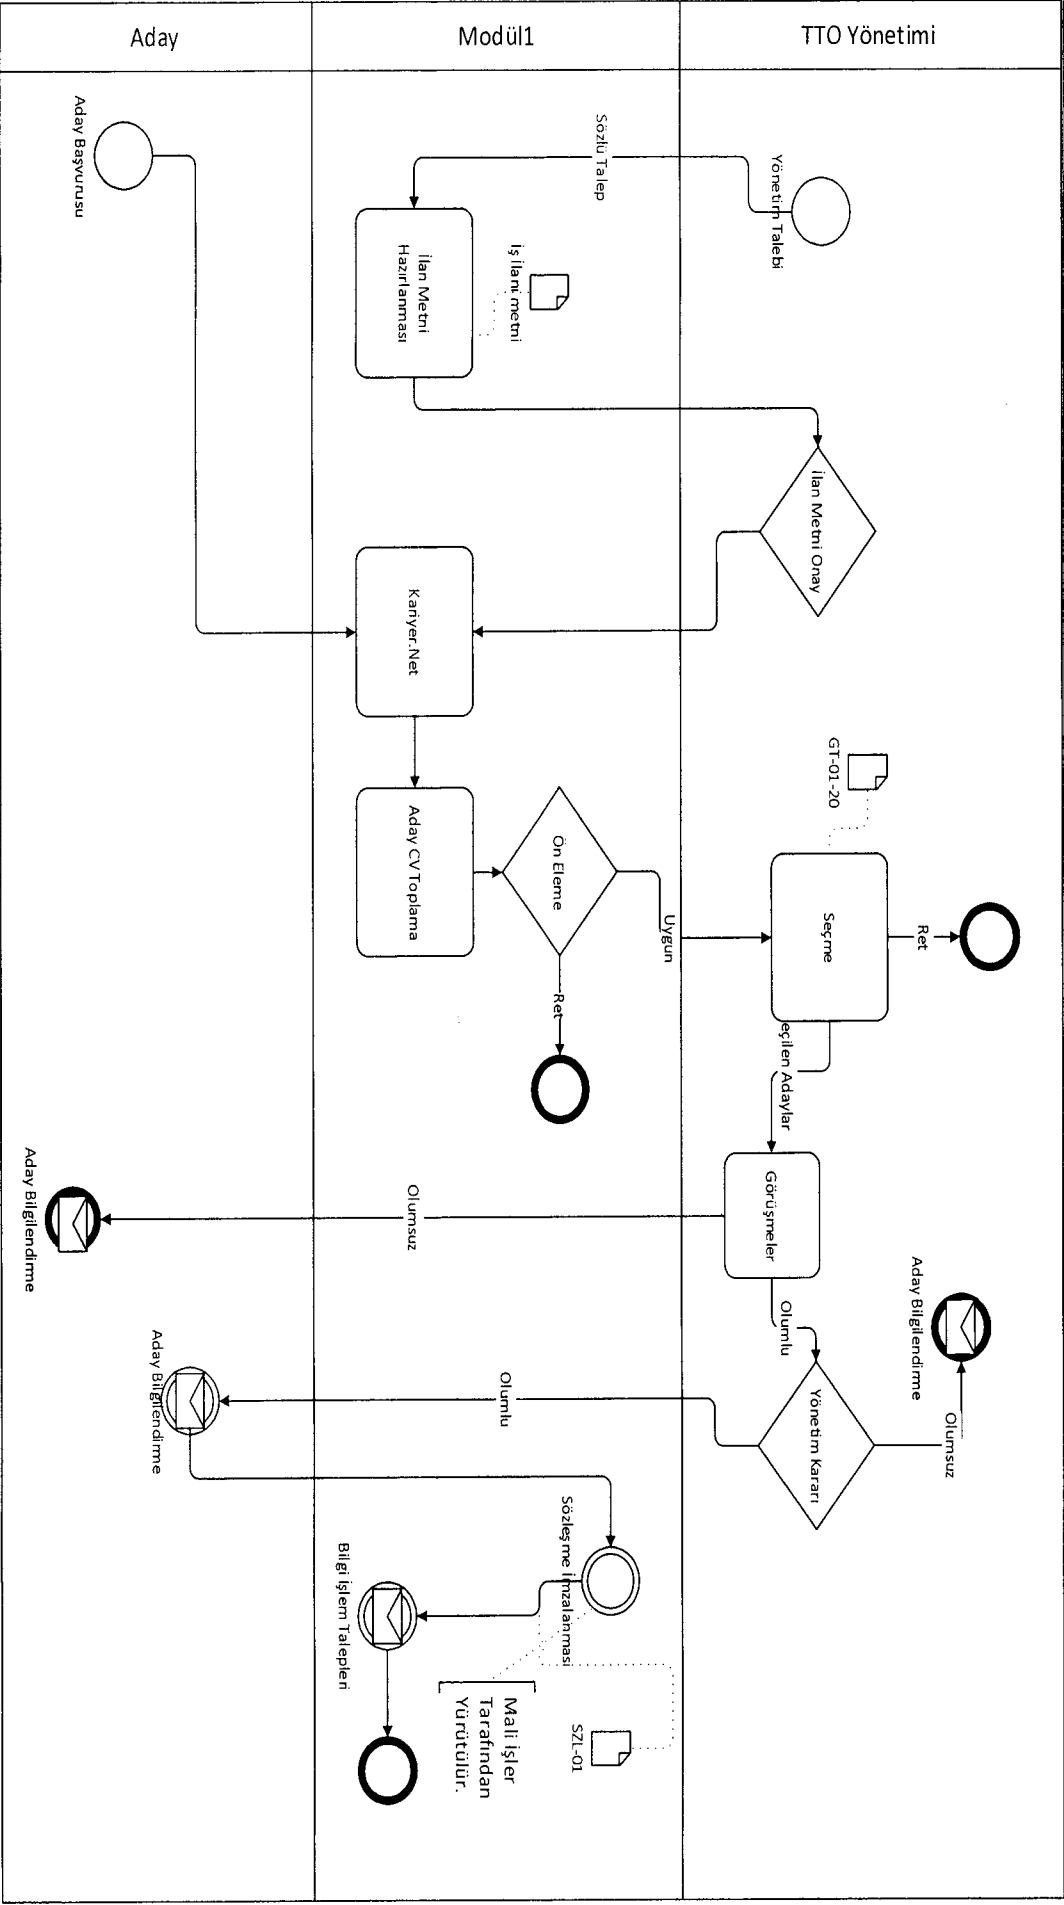 Aday
Modül1
TTO Yönetimi
Aday Başvurusu
Sözlü Talep
Yönetim Talebi
İlan Metni
Hazırlanması
İş İlanı metni
İlan Metni Onay
Kariyer.Net
GT-01-20
Aday CV Toplama
Ön Eleme
Uygun
Ret
Seçme
Ret
eçilen Adaylar
Görüşmeler
Olumsuz
Aday Bilgilendirme
Olumlu
Aday Bilgilendirme
Yönetim Kararı
Olumsuz
Olumlu
Aday Bilgilendirme
Sözleşme İmzalanması
Bilgi İşlem Talepleri
Mali İşler
Tarafından
Yürütülür.
SZL-01